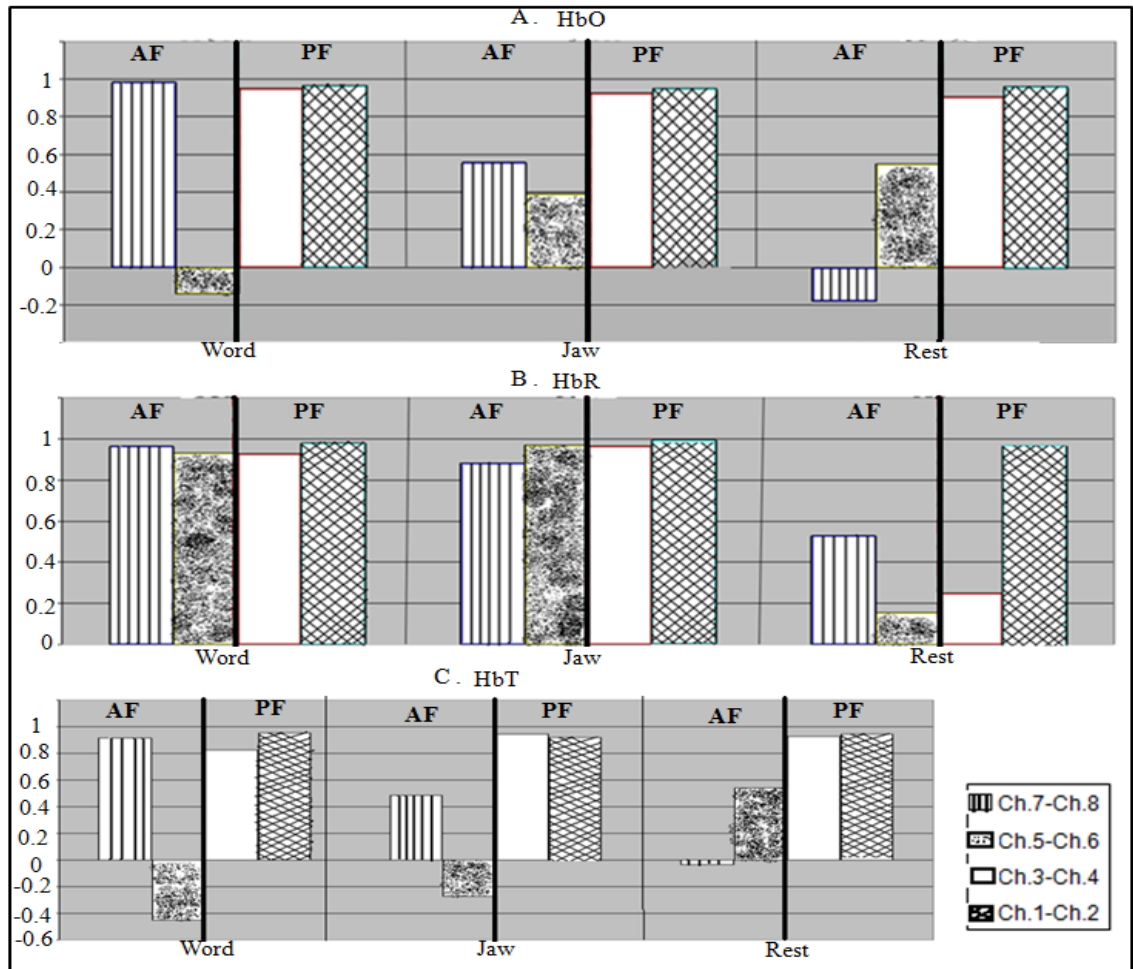 A. HbO
AF PF AF PF AF PF
1
0.8
0.6
0.4
0.2
0
-0.2
Word Jaw Rest
B. HbR
AF PF AF PF AF PF
1
0.8
0.6
0.4
0.2
0
Word Jaw Rest
C. HbT
AF PF AF PF AF PF
1
0.8
0.6
0.4
0.2
0
-0.2
-0.4
-0.6
Word Jaw Rest
Ch.7-Ch.8
Ch.5-Ch.6
Ch.3-Ch.4
Ch.1-Ch.2